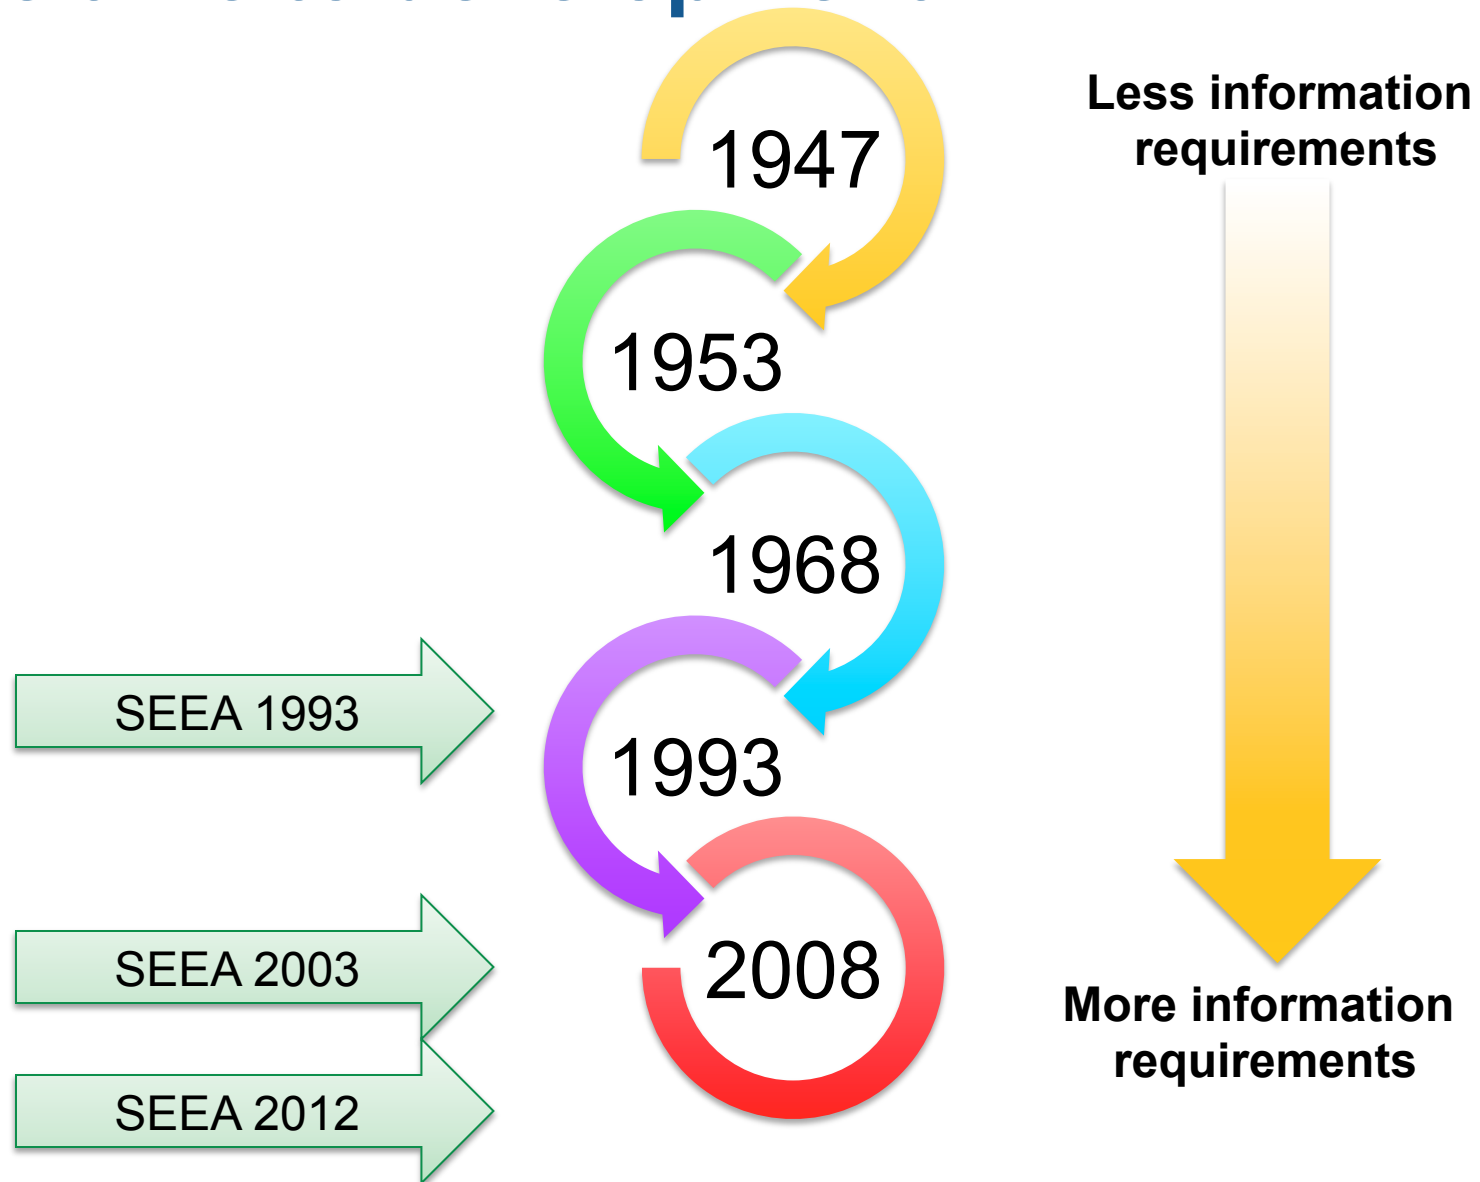 1947
Less information
requirements
1953
1968
SEEA 1993
1993
SEEA 2003
2008
More information
requirements
SEEA 2012